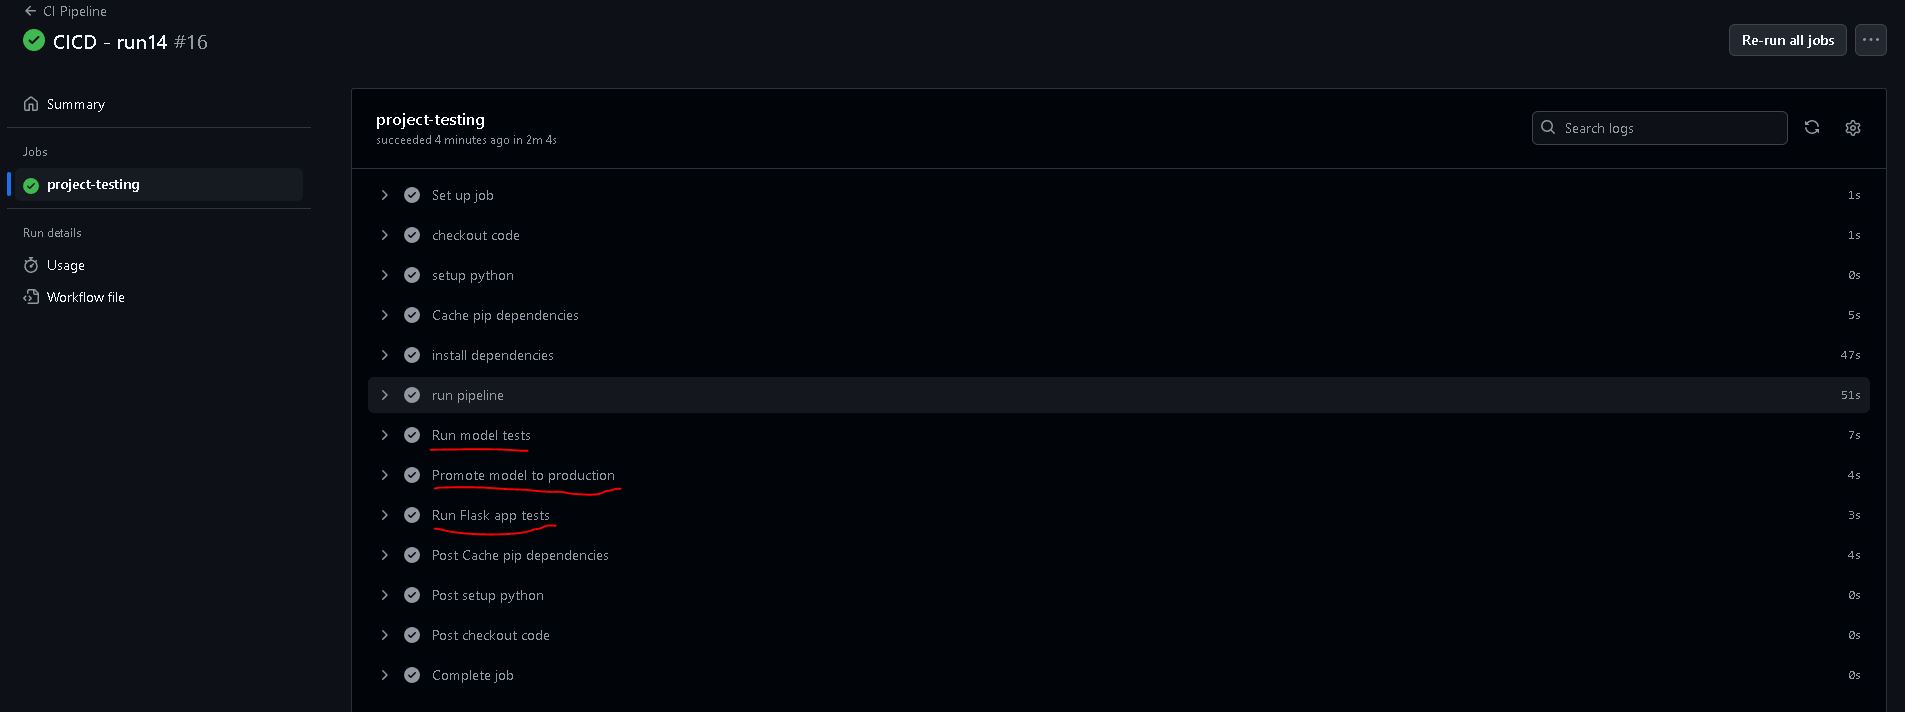 CI Pipeline
CICD - run14 #16
Re-run all jobs
Summary
Jobs
project-testing
Run details
Usage
Workflow file
project-testing
succeeded 4 minutes ago in 2m 4s
Search logs
Set up job 1s
checkout code 1s
setup python 0s
Cache pip dependencies 5s
install dependencies 47s
run pipeline 51s
Run model tests 7s
Promote model to production 4s
Run Flask app tests 3s
Post Cache pip dependencies 4s
Post setup python 0s
Post checkout code 0s
Complete job 0s